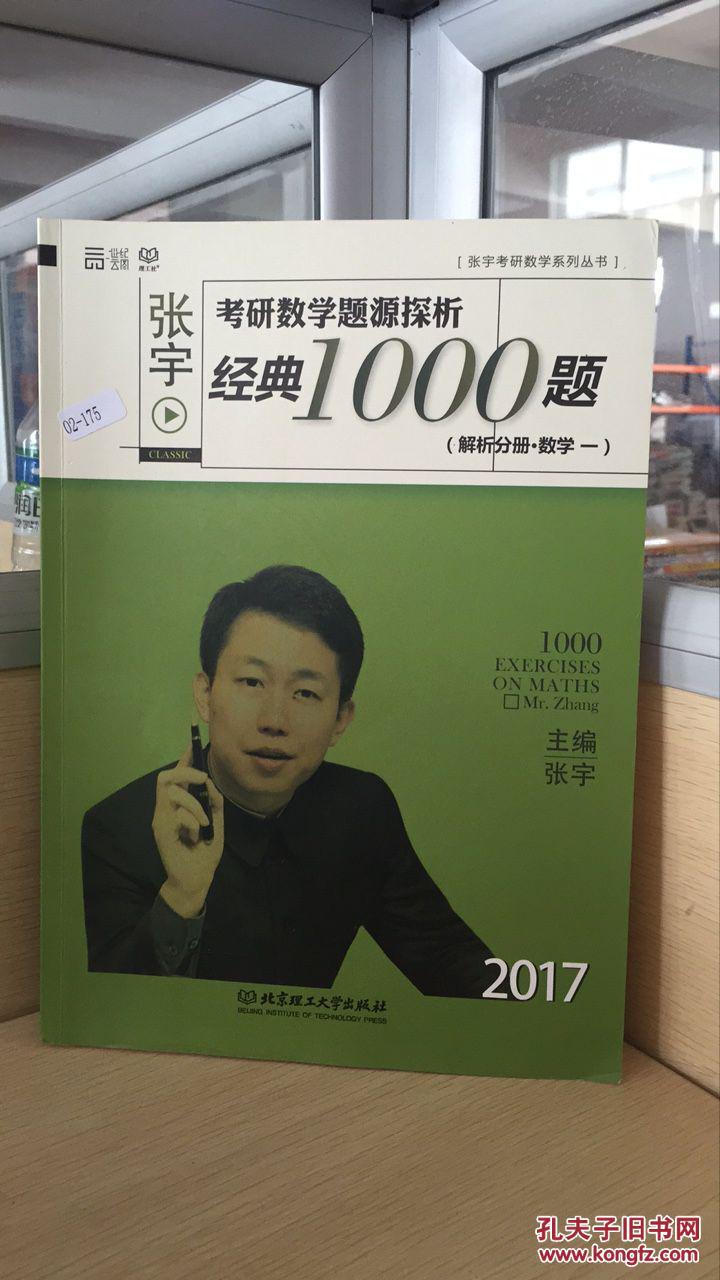 世纪
云图
理工社
[ 张宇考研数学系列丛书 ]
张宇
考研数学题源探析
经典1000题
(解析分册·数学一)
02-175
CLASSIC
1000
EXERCISES
ON MATHS
Mr. Zhang
主编
张宇
2017
北京理工大学出版社
BEIJING INSTITUTE OF TECHNOLOGY PRESS
孔夫子旧书网
www.kongfz.com